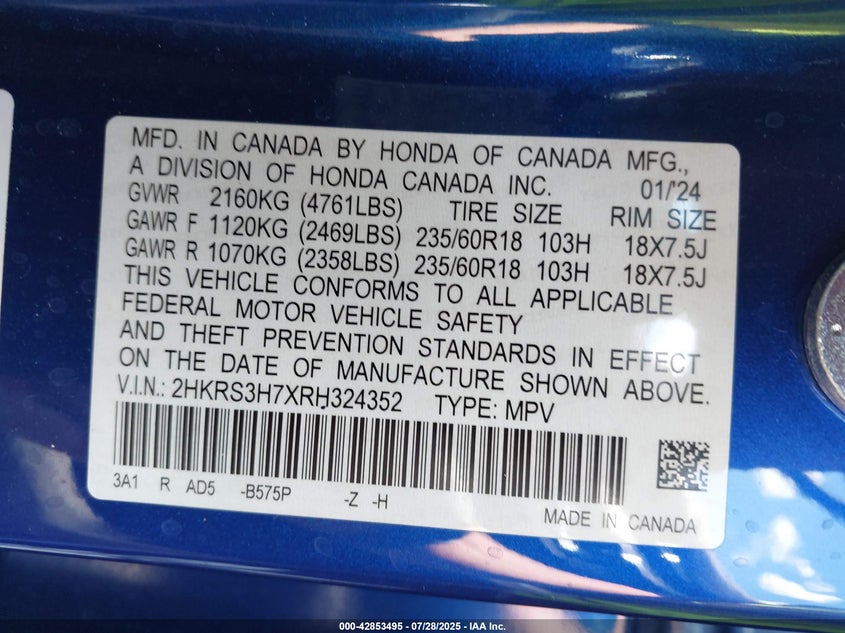 MFD. IN CANADA BY HONDA OF CANADA MFG.,
A DIVISION OF HONDA CANADA INC. 01/'24
GVWR 2160KG (4761LBS) TIRE SIZE RIM SIZE
GAWR F 1120KG (2469LBS) 235/60R18 103H 18X7.5J
GAWR R 1070KG (2358LBS) 235/60R18 103H 18X7.5J
THIS VEHICLE CONFORMS TO ALL APPLICABLE
FEDERAL MOTOR VEHICLE SAFETY
AND THEFT PREVENTION STANDARDS IN EFFECT
ON THE DATE OF MANUFACTURE SHOWN ABOVE.
V.I.N.: 2HKRS3H7XRH324352 TYPE: MPV
3A1 R AD5 -B575P -Z -H
MADE IN CANADA
000-42853495 - 07/28/2025 - IAA Inc.